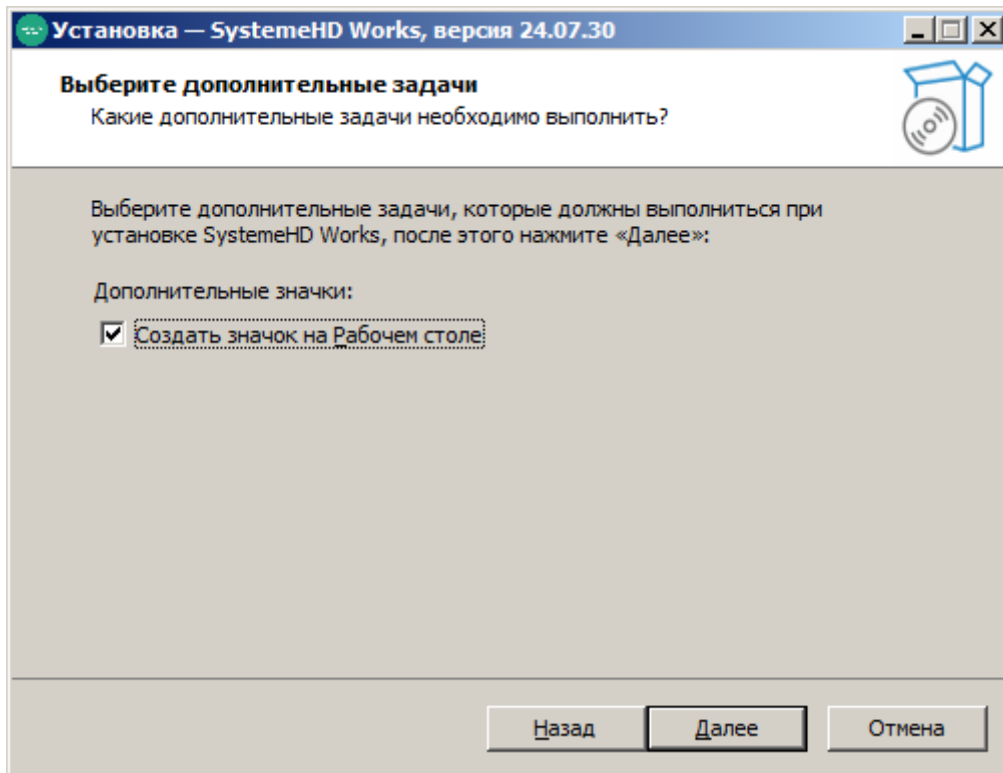 Установка — SystemeHD Works, версия 24.07.30
Выберите дополнительные задачи
Какие дополнительные задачи необходимо выполнить?
Выберите дополнительные задачи, которые должны выполниться при
установке SystemeHD Works, после этого нажмите «Далее»:
Дополнительные значки:
Создать значок на Рабочем столе
Назад Далее Отмена